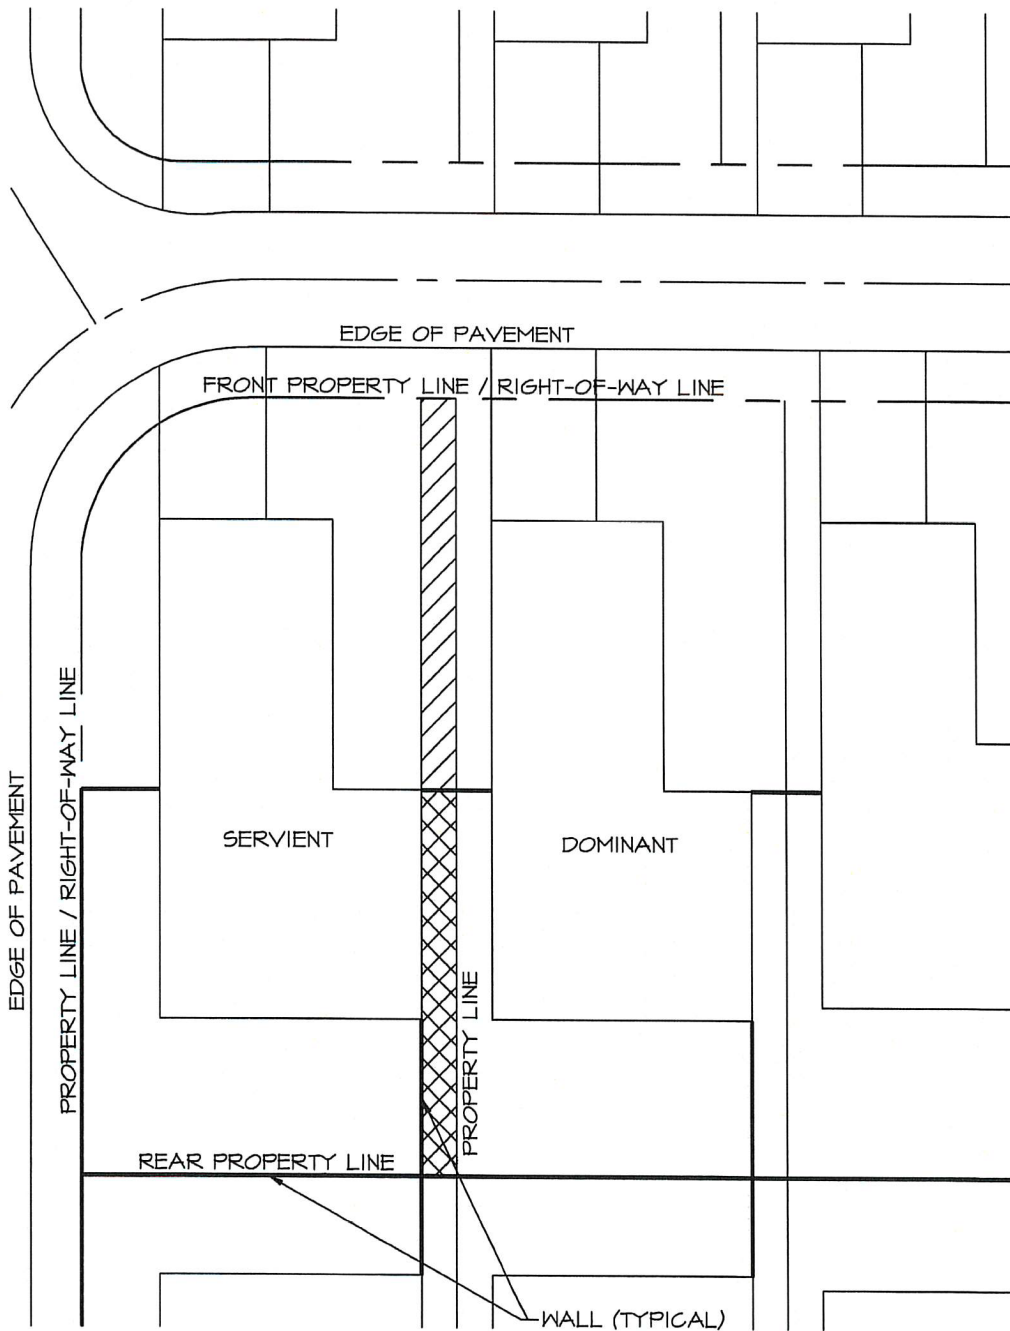 EDGE OF PAVEMENT
FRONT PROPERTY LINE / RIGHT-OF-WAY LINE
PROPERTY LINE / RIGHT-OF-WAY LINE
EDGE OF PAVEMENT
SERVIENT
DOMINANT
PROPERTY LINE
REAR PROPERTY LINE
WALL (TYPICAL)